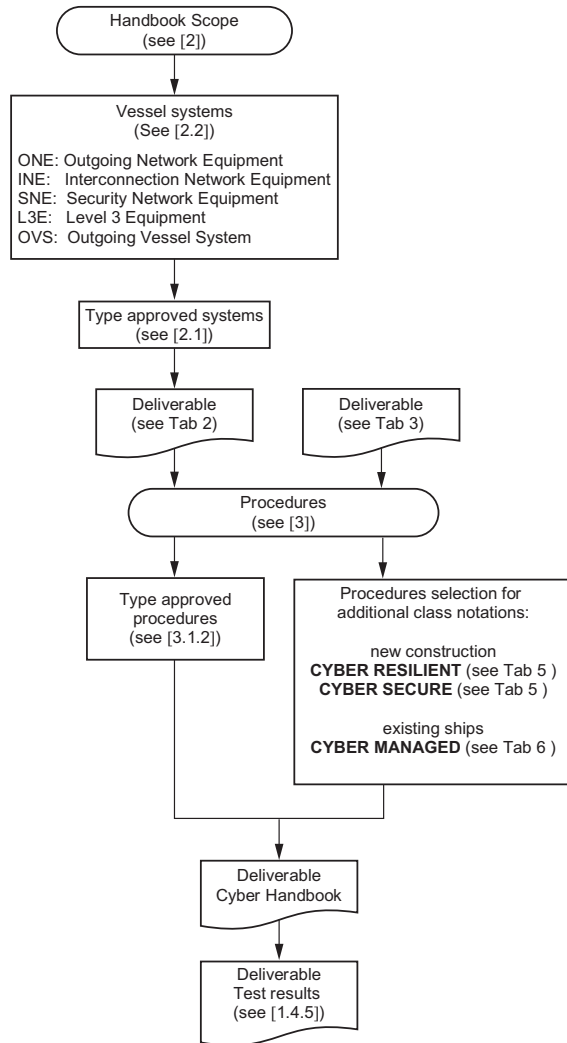 Handbook Scope
(see [2])
Vessel systems
(See [2.2])
ONE: Outgoing Network Equipment
INE: Interconnection Network Equipment
SNE: Security Network Equipment
L3E: Level 3 Equipment
OVS: Outgoing Vessel System
Type approved systems
(see [2.1])
Deliverable
(see Tab 2)
Deliverable
(see Tab 3)
Procedures
(see [3])
Type approved
procedures
(see [3.1.2])
Procedures selection for
additional class notations:
new construction
CYBER RESILIENT (see Tab 5 )
CYBER SECURE (see Tab 5 )
existing ships
CYBER MANAGED (see Tab 6 )
Deliverable
Cyber Handbook
Deliverable
Test results
(see [1.4.5])